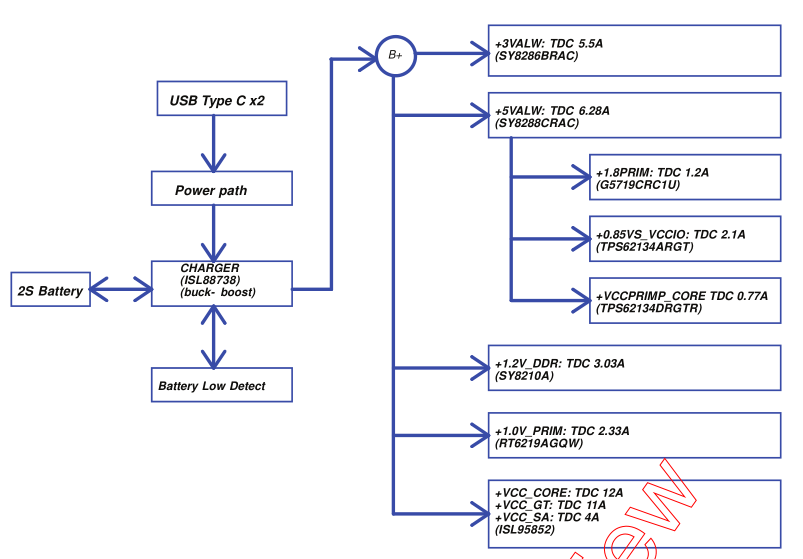 B+
+3VALW: TDC 5.5A
(SY8286BRAC)
USB Type C x2
+5VALW: TDC 6.28A
(SY8288CRAC)
Power path
+1.8PRIM: TDC 1.2A
(G5719CRC1U)
+0.85VS_VCCIO: TDC 2.1A
(TPS62134ARGT)
CHARGER
(ISL88738)
(buck- boost)
2S Battery
+VCCPRIMP_CORE TDC 0.77A
(TPS62134DRGTR)
Battery Low Detect
+1.2V_DDR: TDC 3.03A
(SY8210A)
+1.0V_PRIM: TDC 2.33A
(RT6219AGQW)
+VCC_CORE: TDC 12A
+VCC_GT: TDC 11A
+VCC_SA: TDC 4A
(ISL95852)
ew